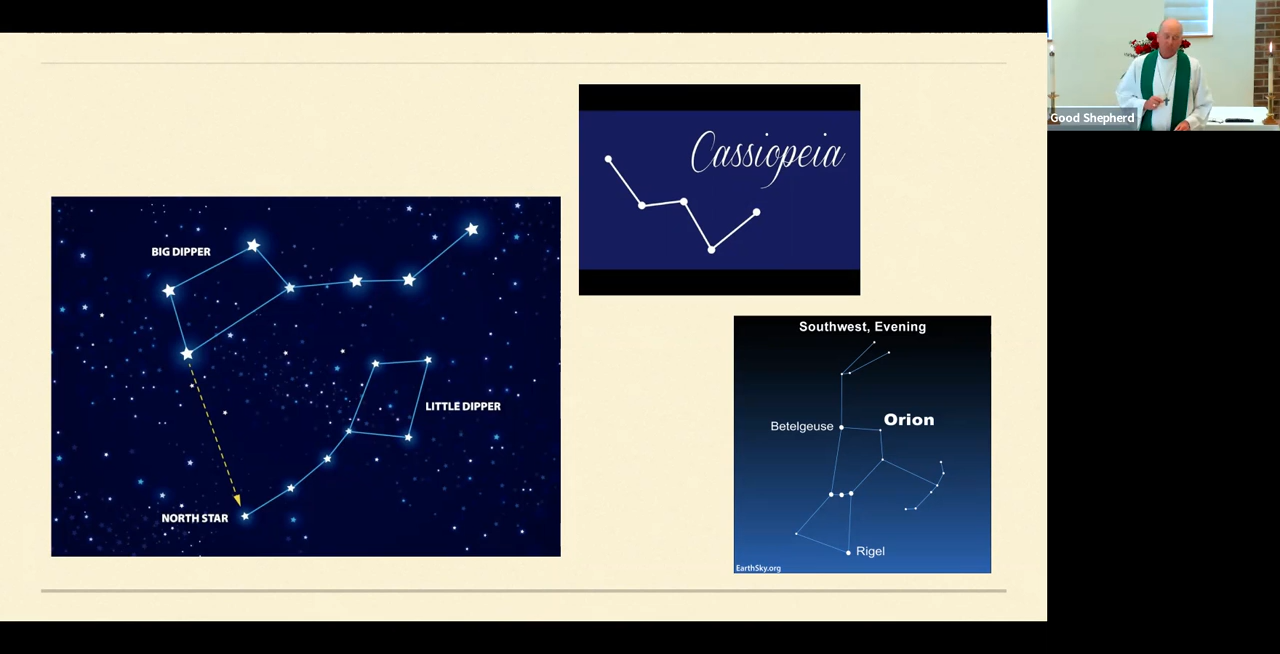 Good Shepherd
Cassiopeia
BIG DIPPER
LITTLE DIPPER
NORTH STAR
Southwest, Evening
Betelgeuse
Orion
Rigel
EarthSky.org